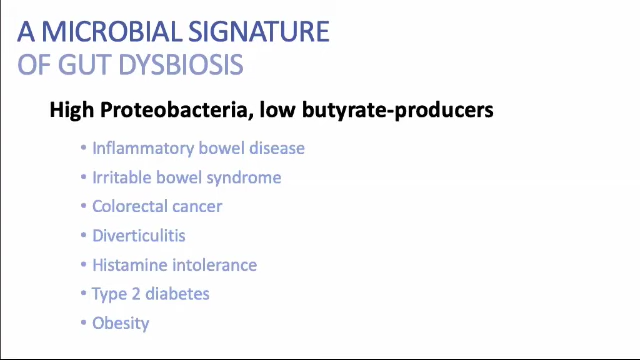 A MICROBIAL SIGNATURE
OF GUT DYSBIOSIS
High Proteobacteria, low butyrate-producers
• Inflammatory bowel disease
• Irritable bowel syndrome
• Colorectal cancer
• Diverticulitis
• Histamine intolerance
• Type 2 diabetes
• Obesity